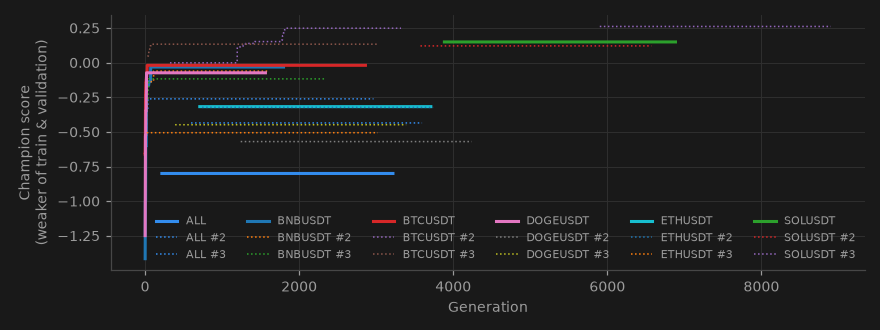 Champion score
(weaker of train & validation)
0.25
0.00
−0.25
−0.50
−0.75
−1.00
−1.25
ALL BNBUSDT BTCUSDT DOGEUSDT ETHUSDT SOLUSDT
ALL #2 BNBUSDT #2 BTCUSDT #2 DOGEUSDT #2 ETHUSDT #2 SOLUSDT #2
ALL #3 BNBUSDT #3 BTCUSDT #3 DOGEUSDT #3 ETHUSDT #3 SOLUSDT #3
0 2000 4000 6000 8000
Generation